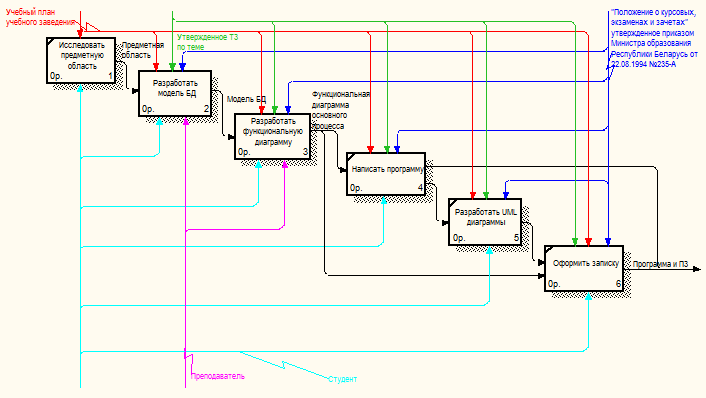 Учебный план
учебного заведения
"Положение о курсовых,
экзаменах и зачетах"
утвержденное приказом
Министра образования
Республики Беларусь от
22.08.1994 №235-А
Утвержденное ТЗ
по теме
Исследовать
предметную
область
0р. 1
Предметная
область
Разработать
модель БД
0р. 2
Модель БД
Разработать
функциональную
диаграмму
0р. 3
Функциональная
диаграмма
основного
процесса
Написать программу
0р. 4
Разработать UML
диаграммы
0р. 5
Оформить записку
0р. 6
Программа и ПЗ
Преподаватель
Студент